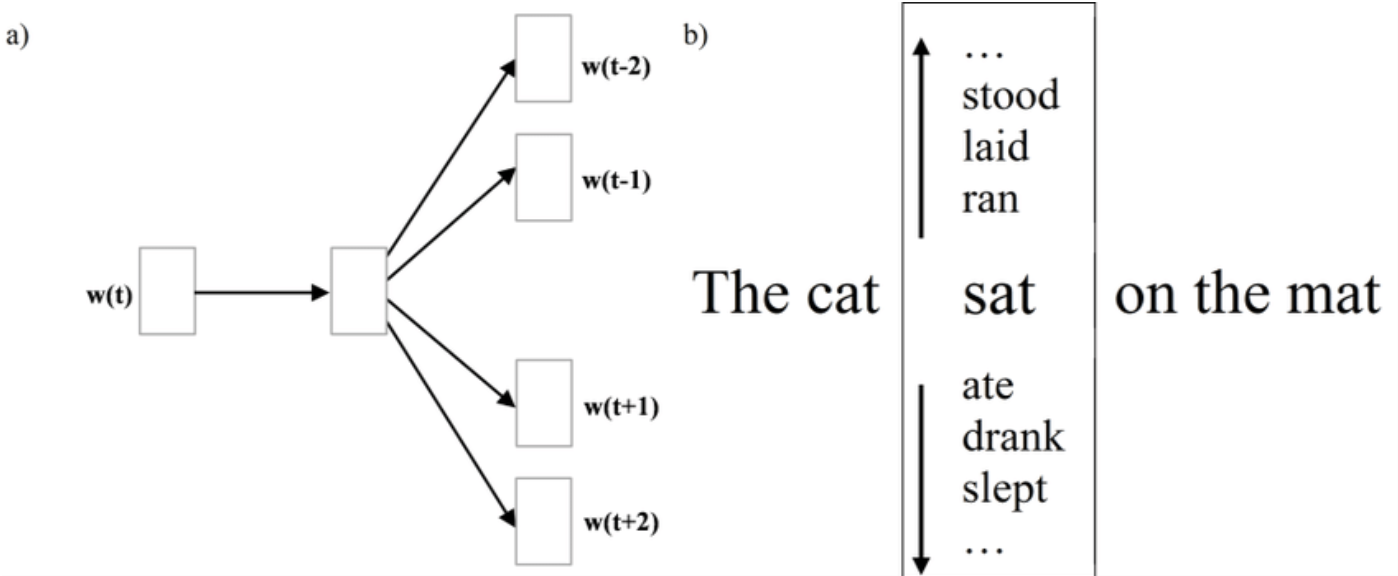 a)
w(t-2)
w(t-1)
w(t)
w(t+1)
w(t+2)
b)
…
stood
laid
ran
The cat sat on the mat
ate
drank
slept
…